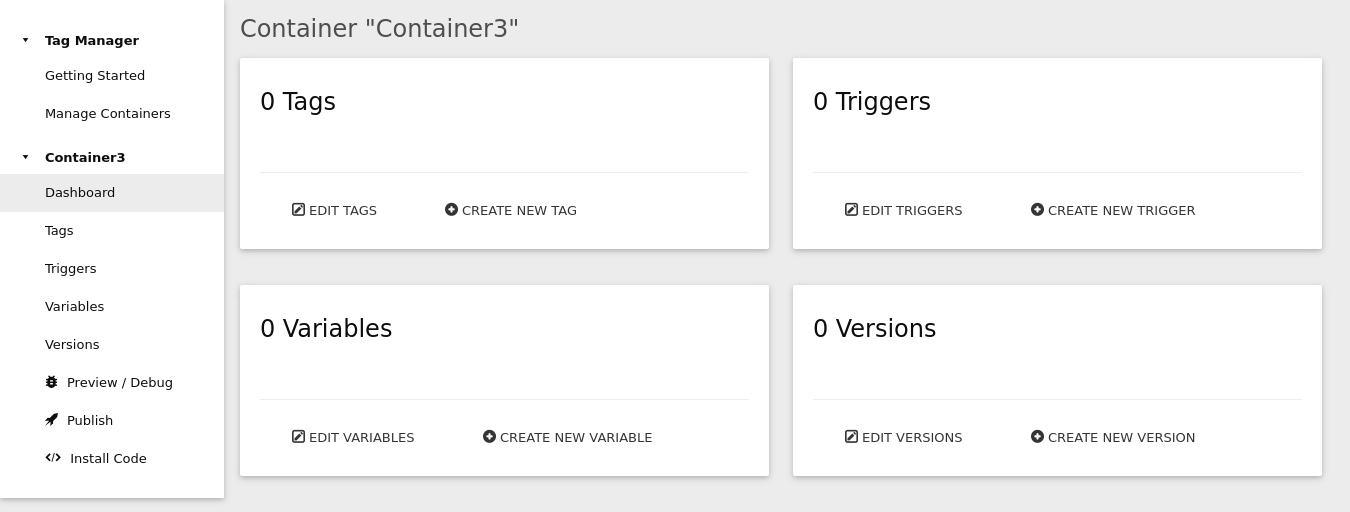 Tag Manager
Getting Started
Manage Containers
Container3
Dashboard
Tags
Triggers
Variables
Versions
Preview / Debug
Publish
Install Code
Container "Container3"
0 Tags
EDIT TAGS
CREATE NEW TAG
0 Triggers
EDIT TRIGGERS
CREATE NEW TRIGGER
0 Variables
EDIT VARIABLES
CREATE NEW VARIABLE
0 Versions
EDIT VERSIONS
CREATE NEW VERSION